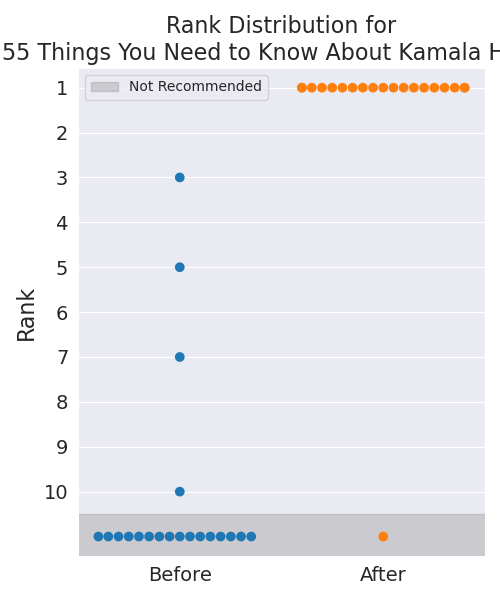 Rank Distribution for
55 Things You Need to Know About Kamala H
Not Recommended
1
2
3
4
5
6
7
8
9
10
Rank
Before
After